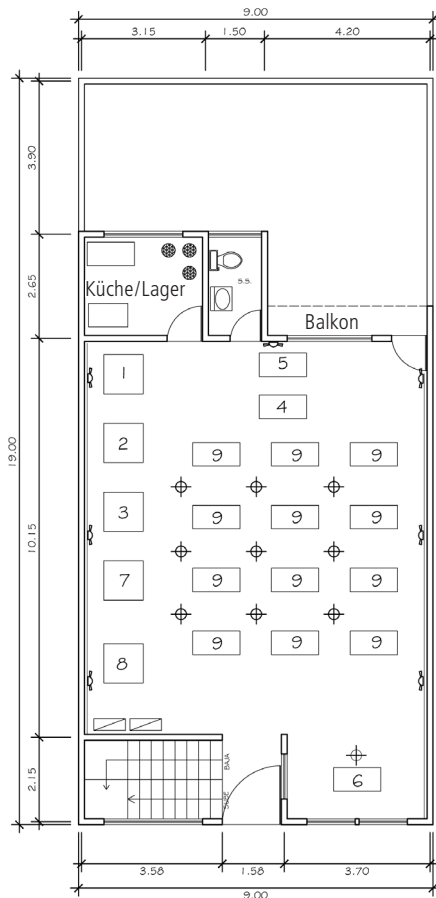 9.00
3.15
1.50
4.20
3.90
2.65
19.00
10.15
2.15
Küche/Lager
S.S.
Balkon
1
5
4
2
9 9 9
3
9 9 9
7
9 9 9
8
9 9 9
BAJA
SUBE
6
3.58
1.58
3.70
9.00